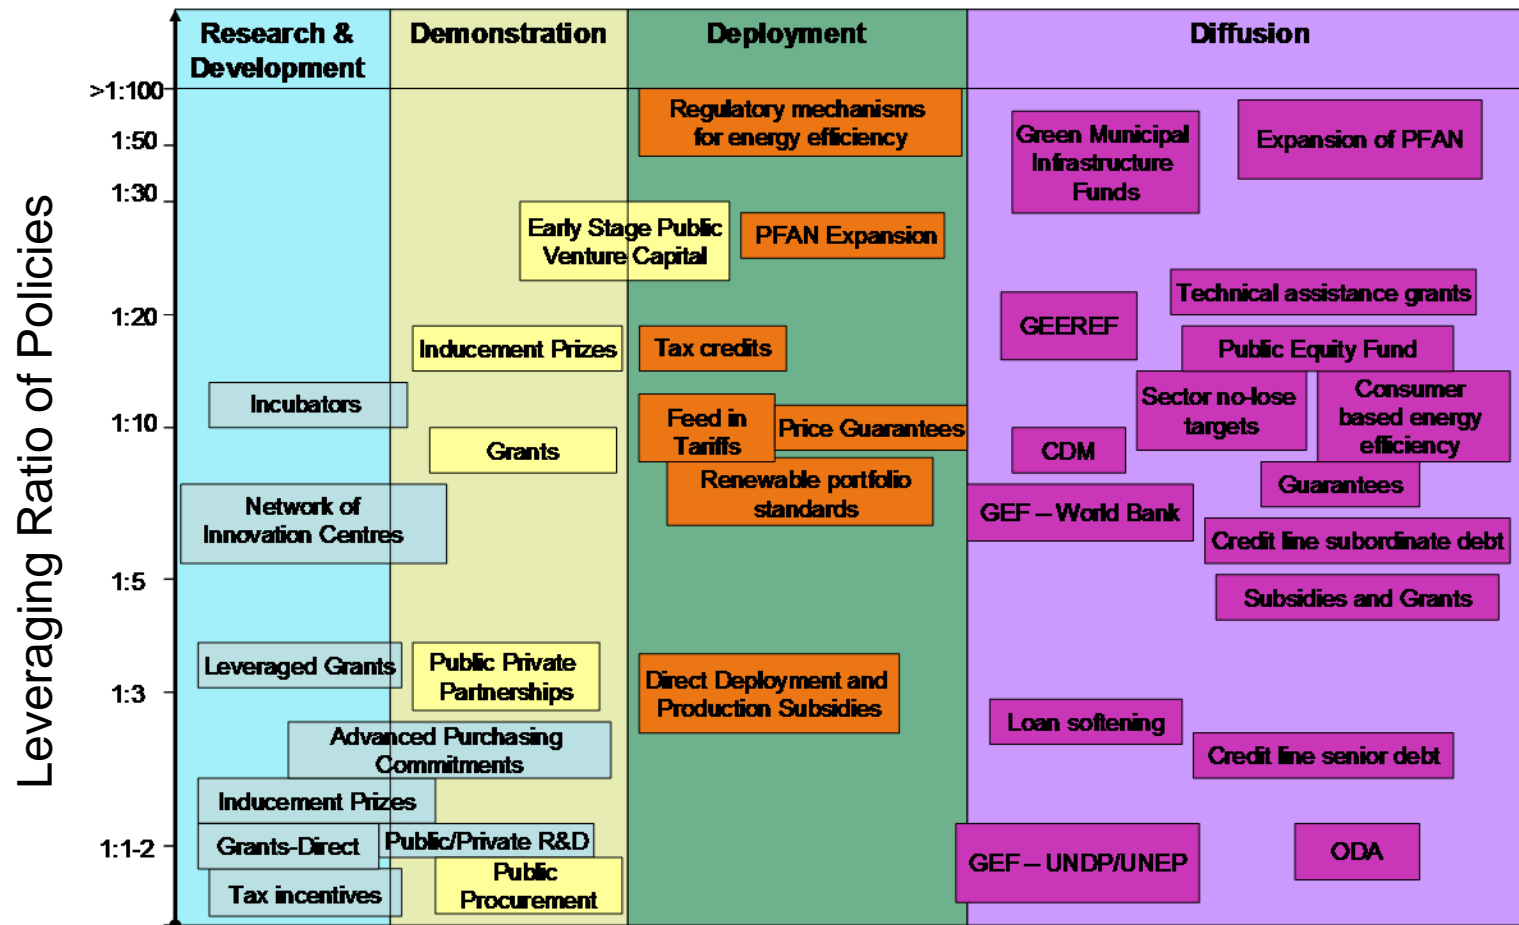 Research &
Development
Demonstration
Deployment
Diffusion
Leveraging Ratio of Policies
>1:100
1:50
1:30
1:20
1:10
1:5
1:3
1:1-2
Incubators
Network of
Innovation Centres
Leveraged Grants
Advanced Purchasing
Commitments
Inducement Prizes
Grants-Direct
Public/Private R&D
Tax incentives
Early Stage Public
Venture Capital
Inducement Prizes
Grants
Public Private
Partnerships
Public
Procurement
Regulatory mechanisms
for energy efficiency
PFAN Expansion
Tax credits
Feed in
Tariffs
Price Guarantees
Renewable portfolio
standards
Direct Deployment and
Production Subsidies
Green Municipal
Infrastructure
Funds
Expansion of PFAN
Technical assistance grants
GEEREF
Public Equity Fund
Sector no-lose
targets
Consumer
based energy
efficiency
CDM
Guarantees
GEF – World Bank
Credit line subordinate debt
Subsidies and Grants
Loan softening
Credit line senior debt
GEF – UNDP/UNEP
ODA